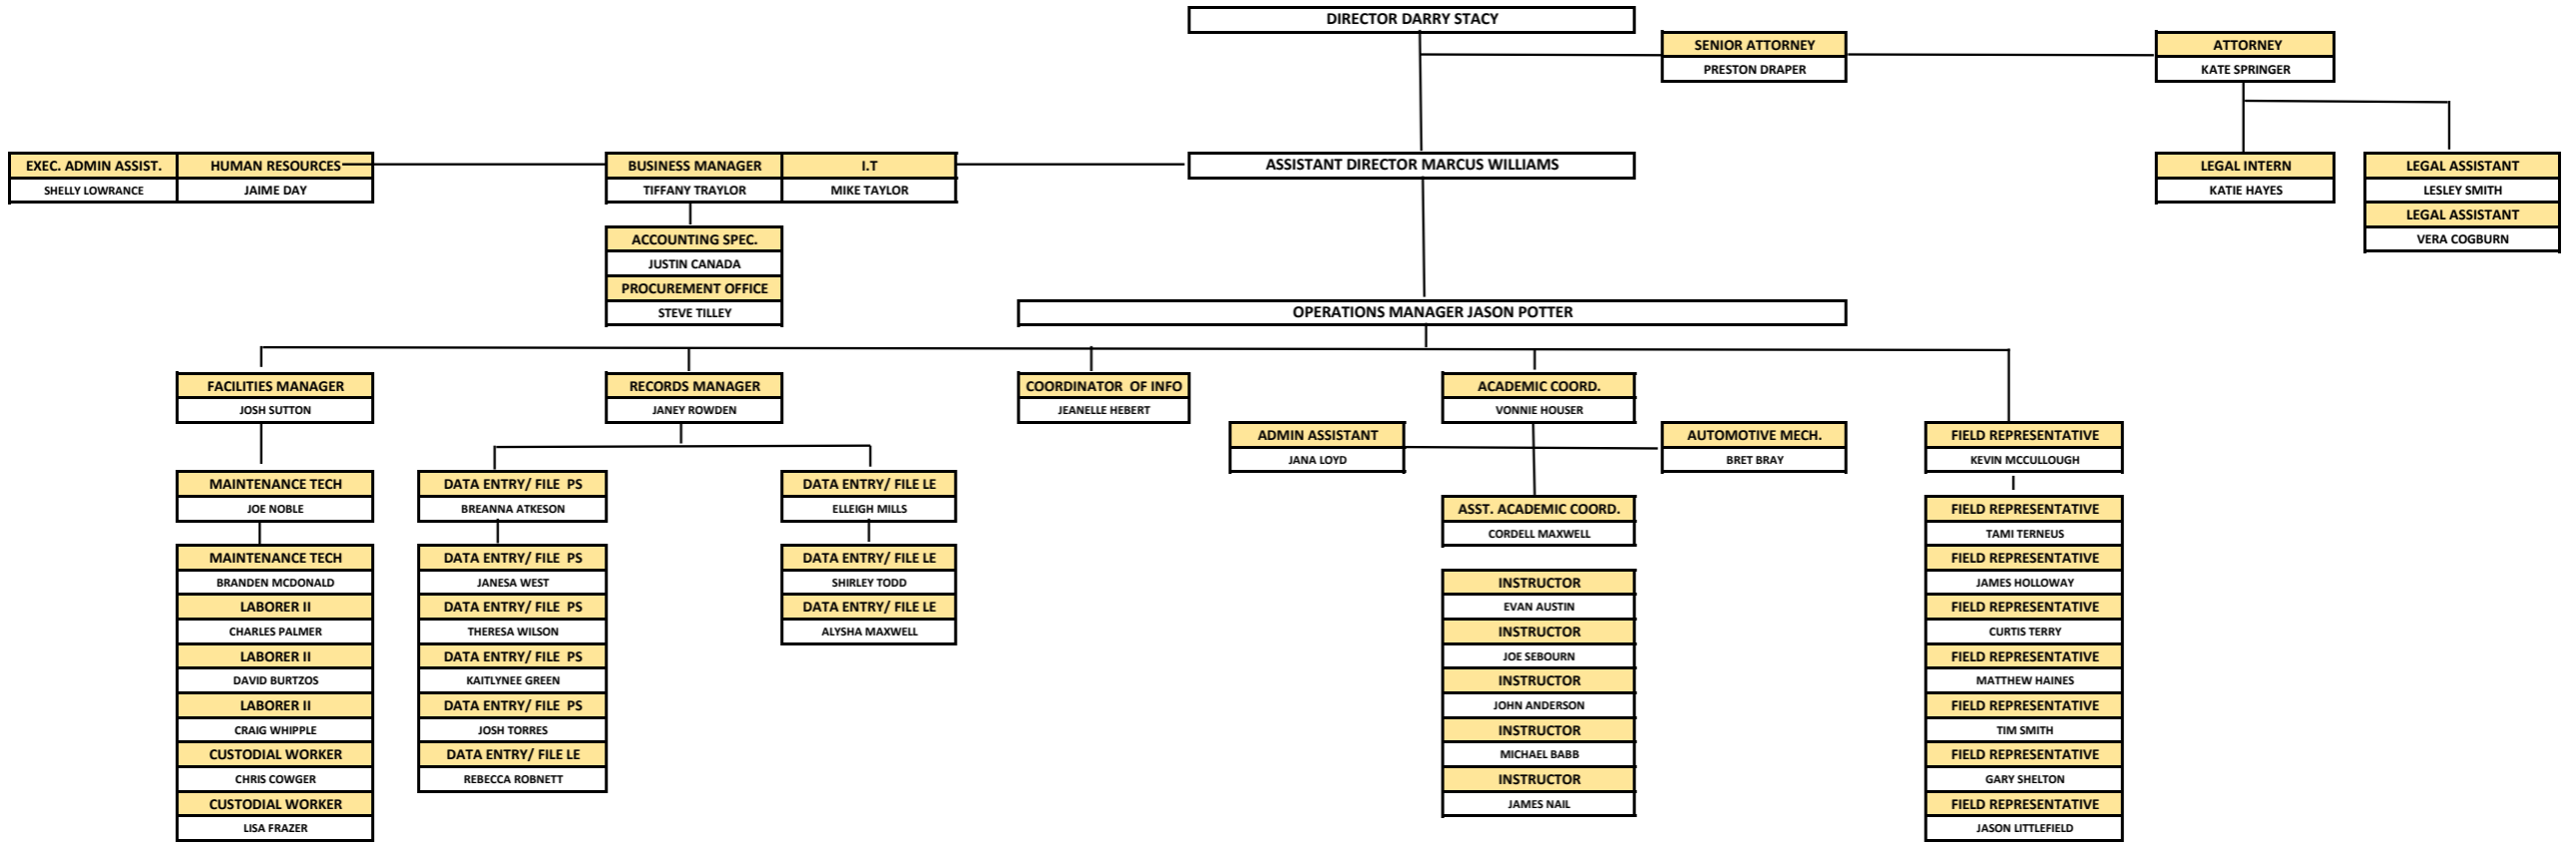 DIRECTOR DARRY STACY
SENIOR ATTORNEY
PRESTON DRAPER
ATTORNEY
KATE SPRINGER
EXEC. ADMIN ASSIST.
SHELLY LOWRANCE
HUMAN RESOURCES
JAIME DAY
BUSINESS MANAGER
TIFFANY TRAYLOR
I.T
MIKE TAYLOR
ASSISTANT DIRECTOR MARCUS WILLIAMS
LEGAL INTERN
KATIE HAYES
LEGAL ASSISTANT
LESLEY SMITH
LEGAL ASSISTANT
VERA COGBURN
ACCOUNTING SPEC.
JUSTIN CANADA
PROCUREMENT OFFICE
STEVE TILLEY
OPERATIONS MANAGER JASON POTTER
FACILITIES MANAGER
JOSH SUTTON
MAINTENANCE TECH
JOE NOBLE
MAINTENANCE TECH
BRANDEN MCDONALD
LABORER II
CHARLES PALMER
LABORER II
DAVID BURTZOS
LABORER II
CRAIG WHIPPLE
CUSTODIAL WORKER
CHRIS COWGER
CUSTODIAL WORKER
LISA FRAZER
RECORDS MANAGER
JANEY ROWDEN
DATA ENTRY/ FILE PS
BREANNA ATKESON
DATA ENTRY/ FILE PS
JANESA WEST
DATA ENTRY/ FILE PS
THERESA WILSON
DATA ENTRY/ FILE PS
KAITLYNEE GREEN
DATA ENTRY/ FILE PS
JOSH TORRES
DATA ENTRY/ FILE LE
REBECCA ROBNETT
DATA ENTRY/ FILE LE
ELLEIGH MILLS
DATA ENTRY/ FILE LE
SHIRLEY TODD
DATA ENTRY/ FILE LE
ALYSHA MAXWELL
COORDINATOR OF INFO
JEANELLE HEBERT
ACADEMIC COORD.
VONNIE HOUSER
ADMIN ASSISTANT
JANA LOYD
AUTOMOTIVE MECH.
BRET BRAY
ASST. ACADEMIC COORD.
CORDELL MAXWELL
INSTRUCTOR
EVAN AUSTIN
INSTRUCTOR
JOE SEBOURN
INSTRUCTOR
JOHN ANDERSON
INSTRUCTOR
MICHAEL BABB
INSTRUCTOR
JAMES NAIL
FIELD REPRESENTATIVE
KEVIN MCCULLOUGH
FIELD REPRESENTATIVE
TAMI TERNEUS
FIELD REPRESENTATIVE
JAMES HOLLOWAY
FIELD REPRESENTATIVE
CURTIS TERRY
FIELD REPRESENTATIVE
MATTHEW HAINES
FIELD REPRESENTATIVE
TIM SMITH
FIELD REPRESENTATIVE
GARY SHELTON
FIELD REPRESENTATIVE
JASON LITTLEFIELD